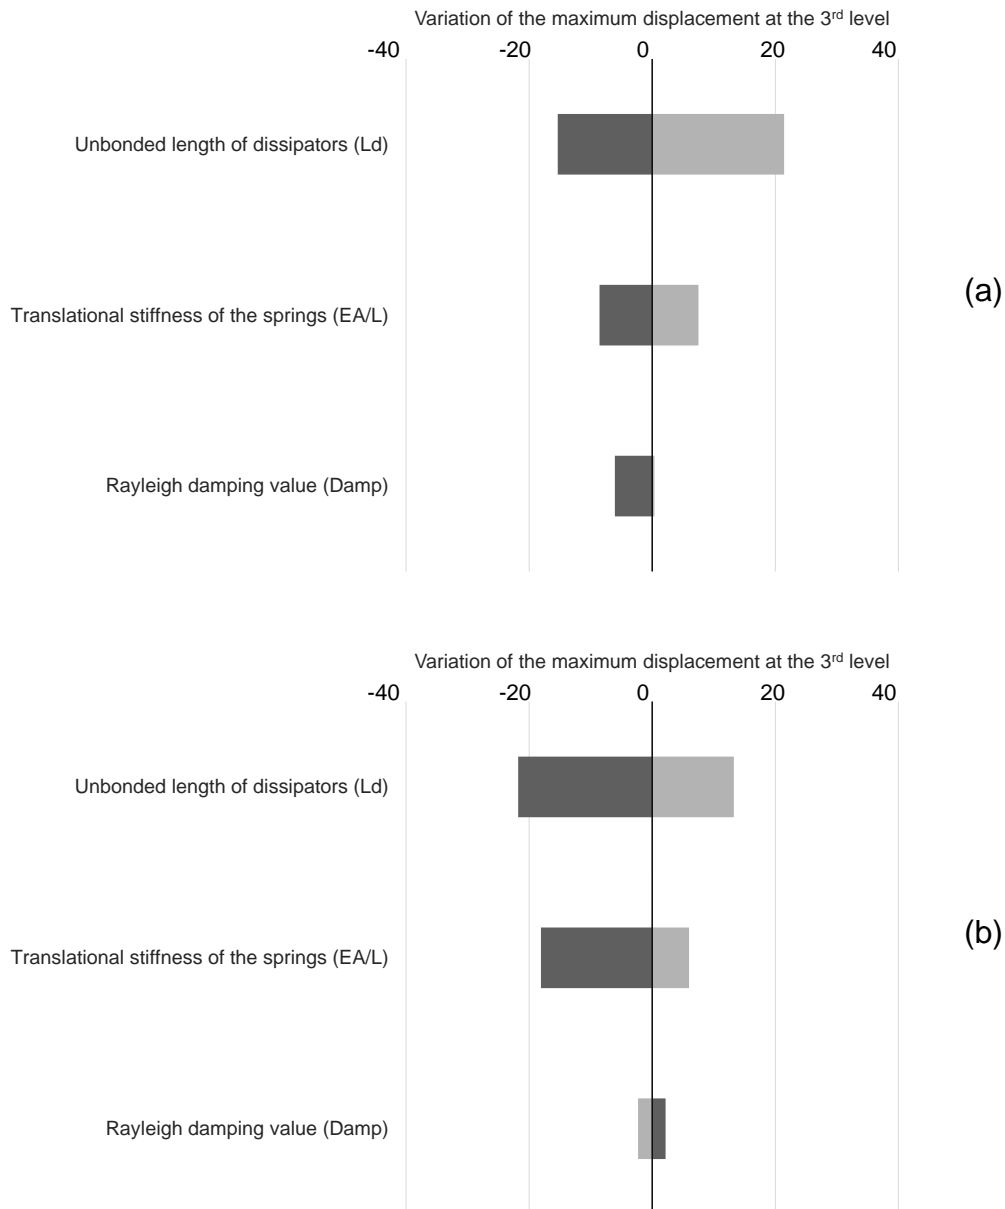 Variation of the maximum displacement at the 3rd level
-40 -20 0 20 40
Unbonded length of dissipators (Ld)
(a)
Translational stiffness of the springs (EA/L)
Rayleigh damping value (Damp)
Variation of the maximum displacement at the 3rd level
-40 -20 0 20 40
Unbonded length of dissipators (Ld)
(b)
Translational stiffness of the springs (EA/L)
Rayleigh damping value (Damp)